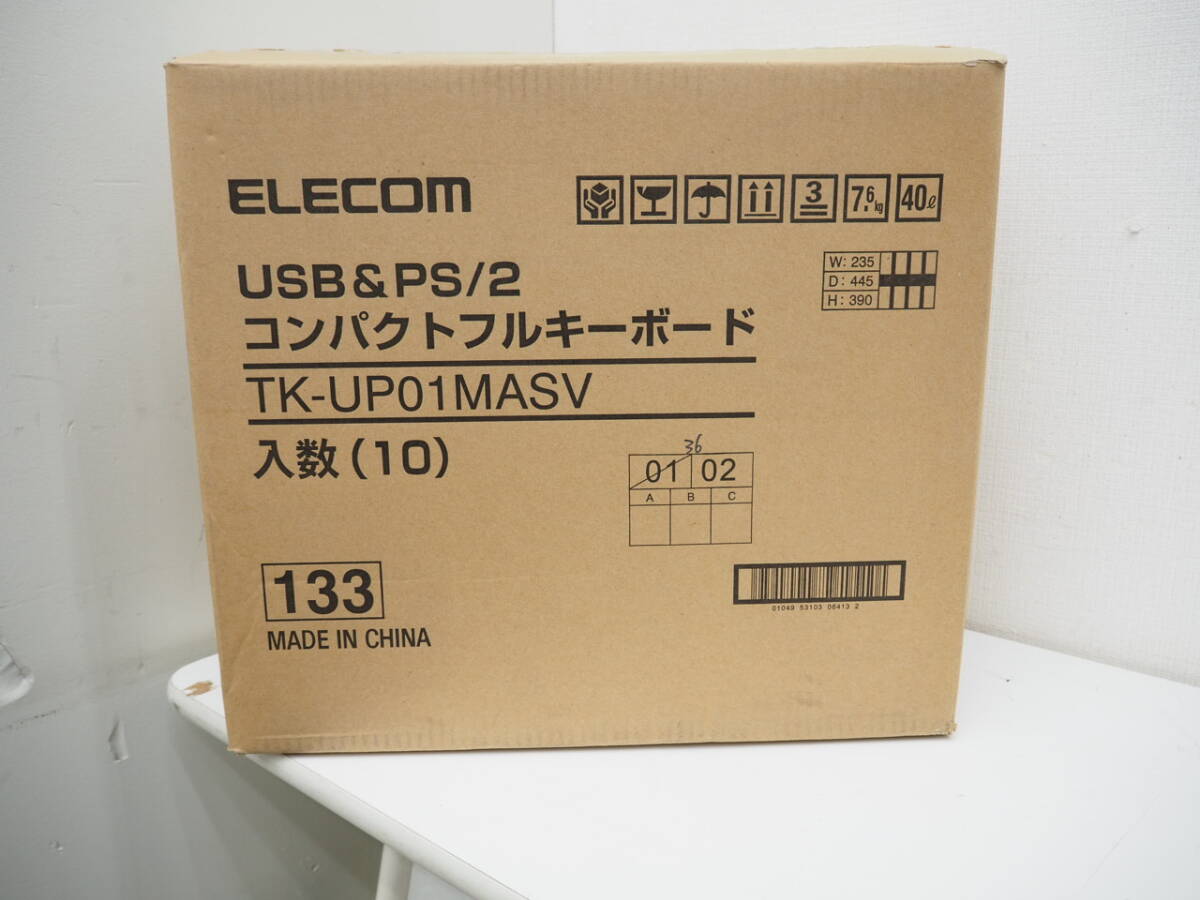 ELECOM
3 7.6kg 40ℓ
USB&PS/2
W: 235
D: 445
H: 390
コンパクトフルキーボード
TK-UP01MASV
入数(10)
36
01 02
A B C
133
MADE IN CHINA
01049 53103 06413 2